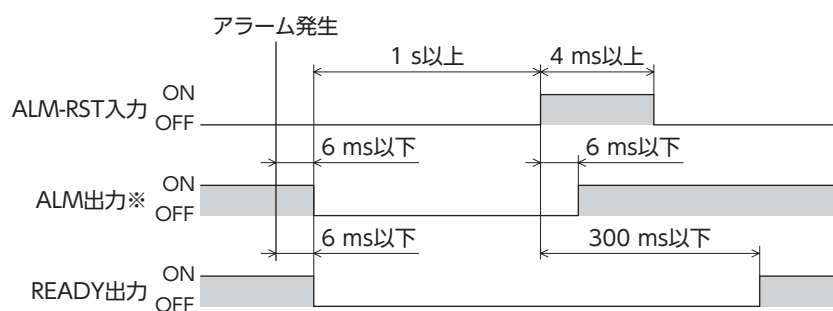 アラーム発生
1 s以上 4 ms以上
ALM-RST入力 ON
OFF
6 ms以下 6 ms以下
ALM出力※ ON
OFF
6 ms以下 300 ms以下
READY出力 ON
OFF